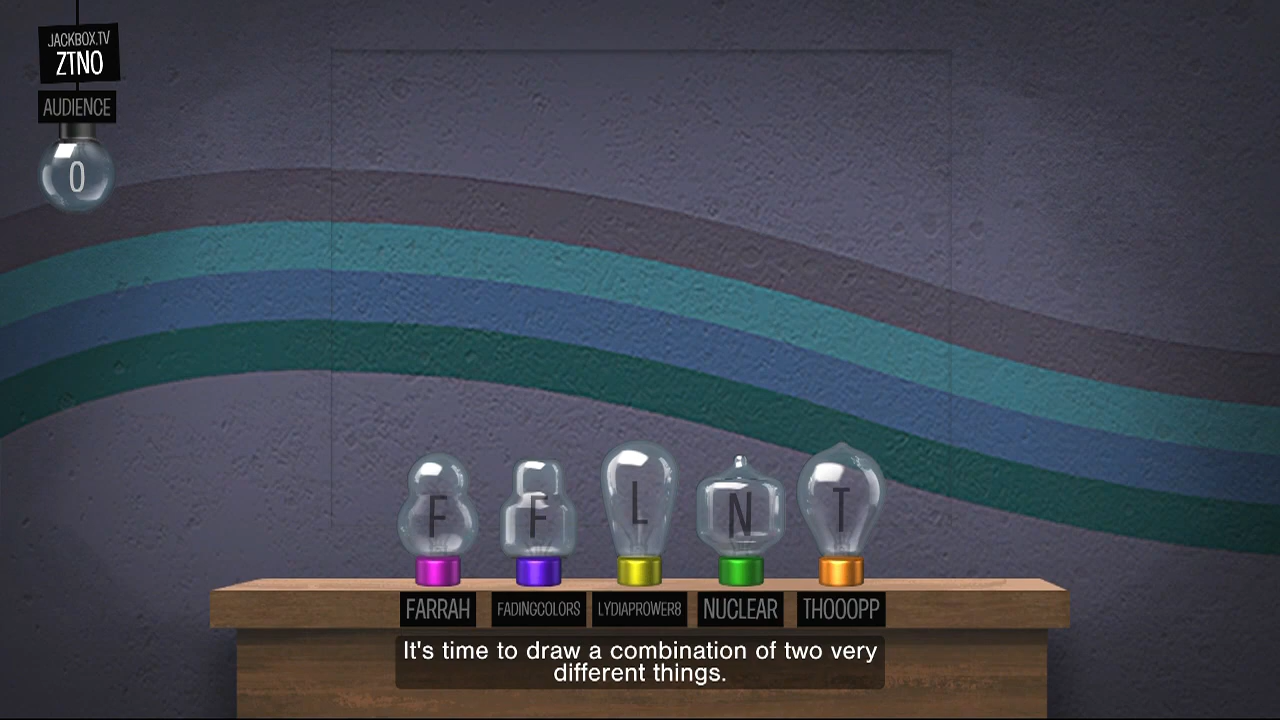 JACKBOX.TV
ZTNO
AUDIENCE
0
F F L N T
FARRAH FADINGCOLORS LYDIAPROWER8 NUCLEAR THOOOPP
It's time to draw a combination of two very
different things.